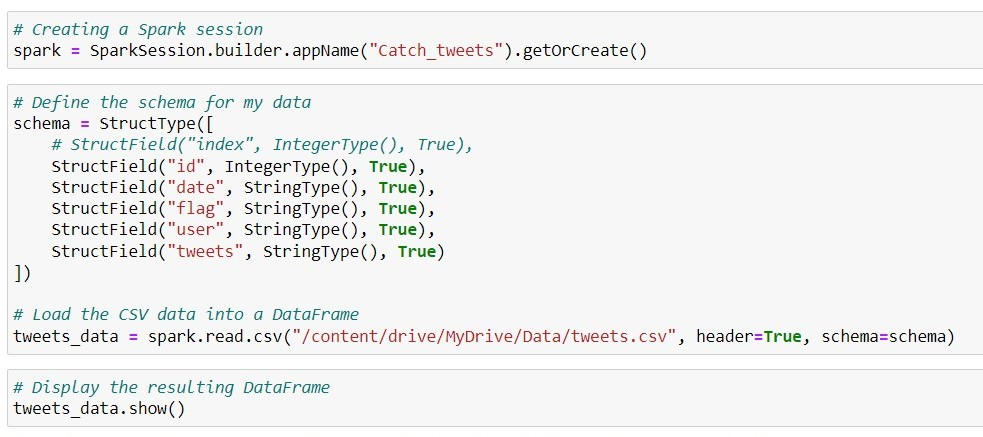 # Creating a Spark session
spark = SparkSession.builder.appName("Catch_tweets").getOrCreate()
# Define the schema for my data
schema = StructType([
    # StructField("index", IntegerType(), True),
    StructField("id", IntegerType(), True),
    StructField("date", StringType(), True),
    StructField("flag", StringType(), True),
    StructField("user", StringType(), True),
    StructField("tweets", StringType(), True)
])
# Load the CSV data into a DataFrame
tweets_data = spark.read.csv("/content/drive/MyDrive/Data/tweets.csv", header=True, schema=schema)
# Display the resulting DataFrame
tweets_data.show()